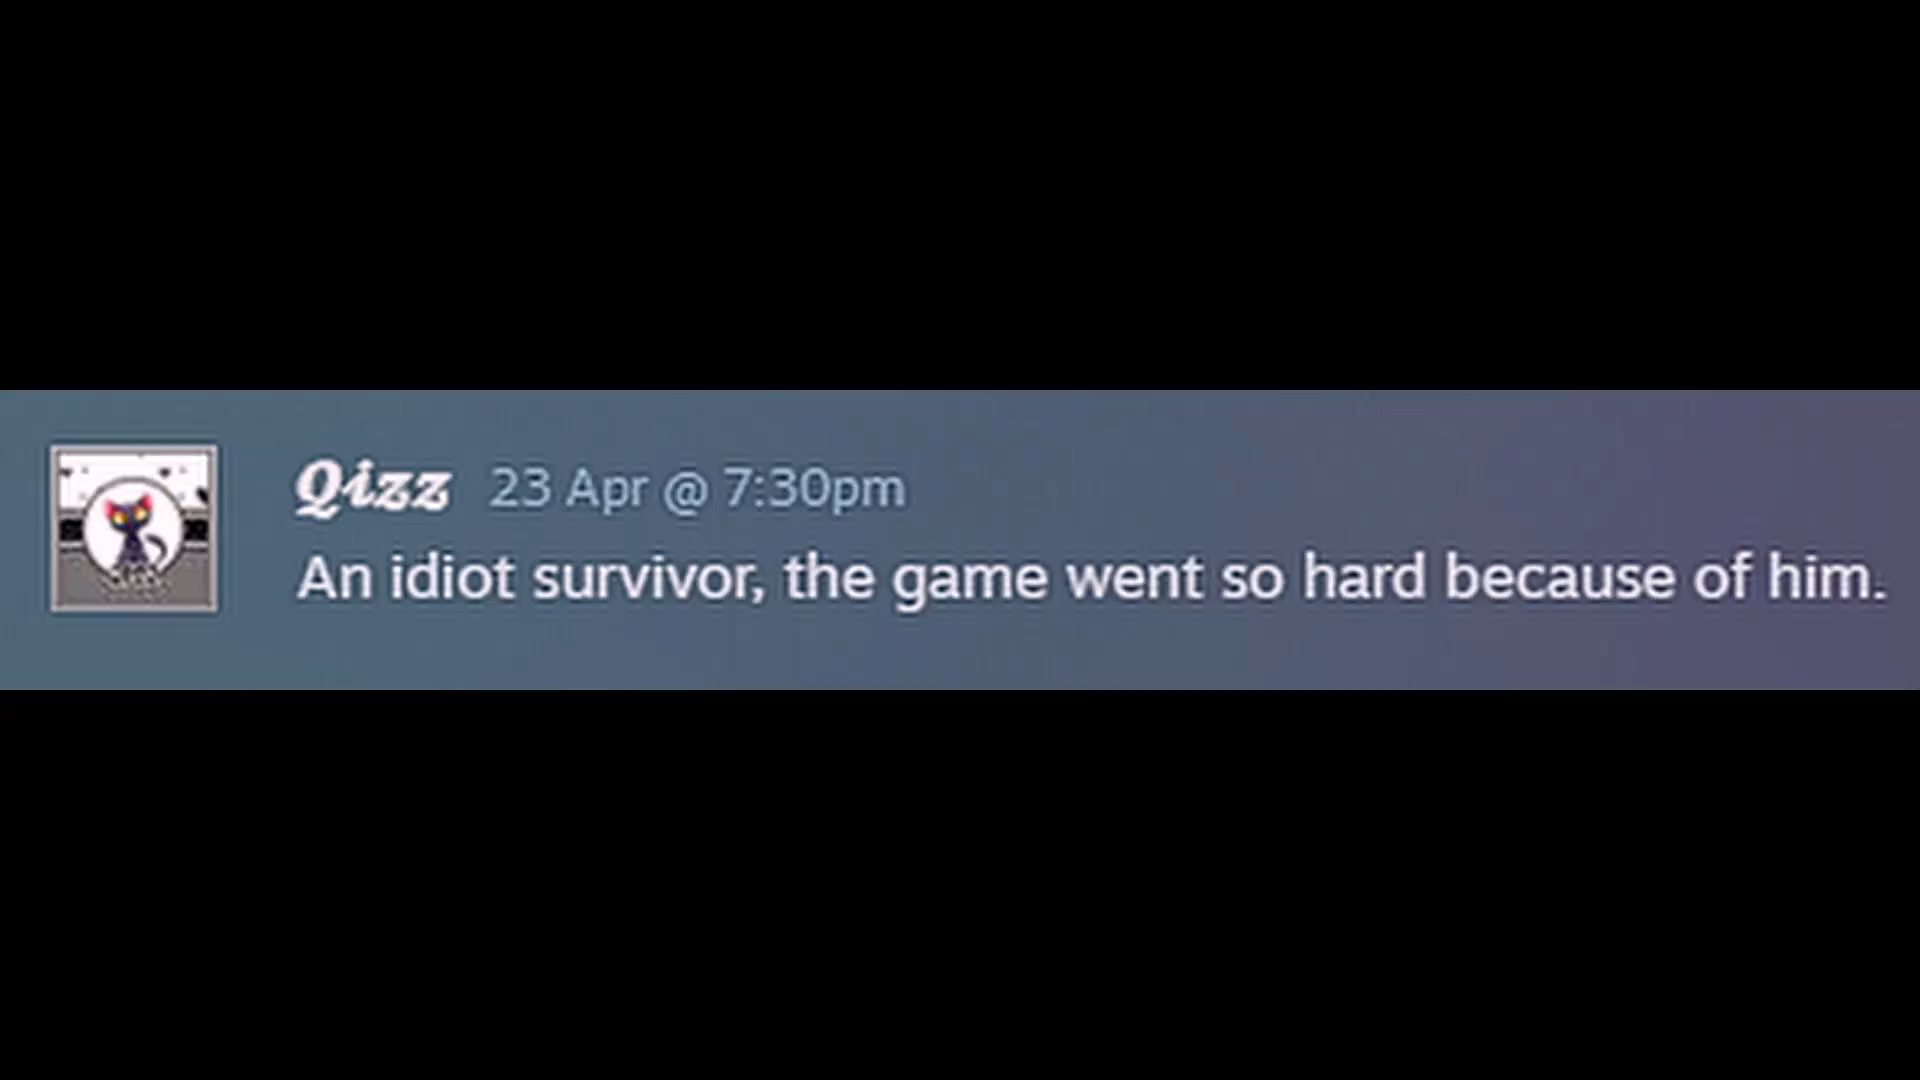 Qizz 23 Apr @ 7:30pm
An idiot survivor, the game went so hard because of him.